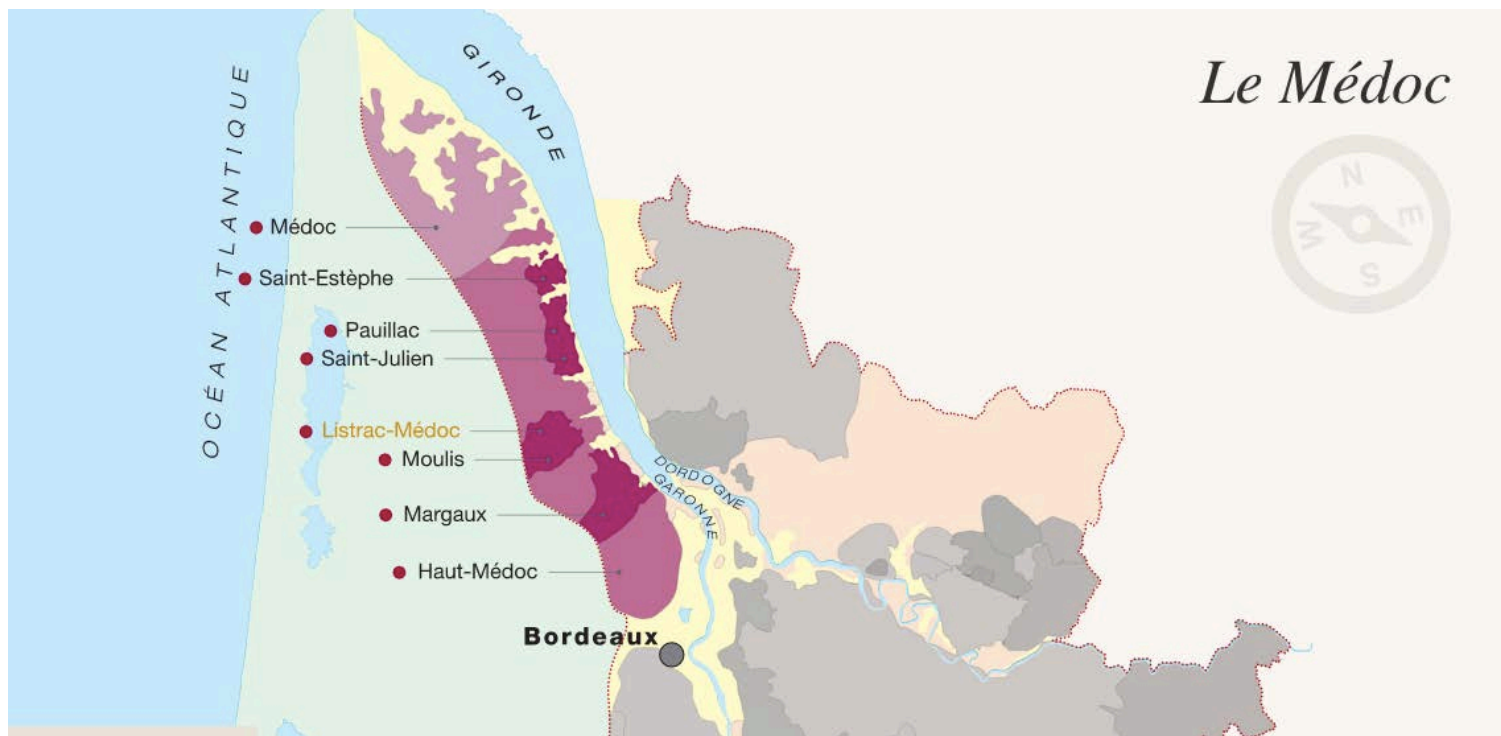 Le Médoc
OCÉAN ATLANTIQUE
GIRONDE
N
E
S
W
Médoc
Saint-Estèphe
Pauillac
Saint-Julien
Listrac-Médoc
Moulis
Margaux
Haut-Médoc
DORDOGNE
GARONNE
Bordeaux